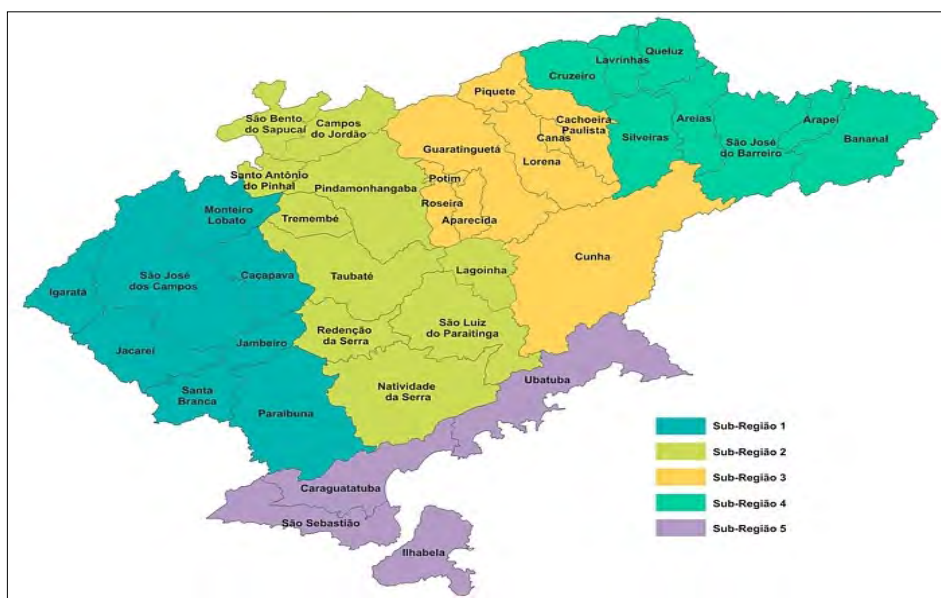 Queluz
Lavrinhas
Cruzeiro
Piquete
São Bento
do Sapucaí
Campos
do Jordão
Cachoeira
Paulista
Canas
Areias
Arapeí
Silveiras
São José
do Barreiro
Bananal
Guaratinguetá
Lorena
Santo Antônio
do Pinhal
Pindamonhangaba
Potim
Roseira
Aparecida
Monteiro
Lobato
Tremembé
Cunha
Taubaté
Lagoinha
São José
dos Campos
Caçapava
Igaratá
Redenção
da Serra
São Luiz
do Paraitinga
Jacareí
Jambeiro
Santa
Branca
Natividade
da Serra
Ubatuba
Paraibuna
Caraguatatuba
São Sebastião
Ilhabela
Sub-Região 1
Sub-Região 2
Sub-Região 3
Sub-Região 4
Sub-Região 5